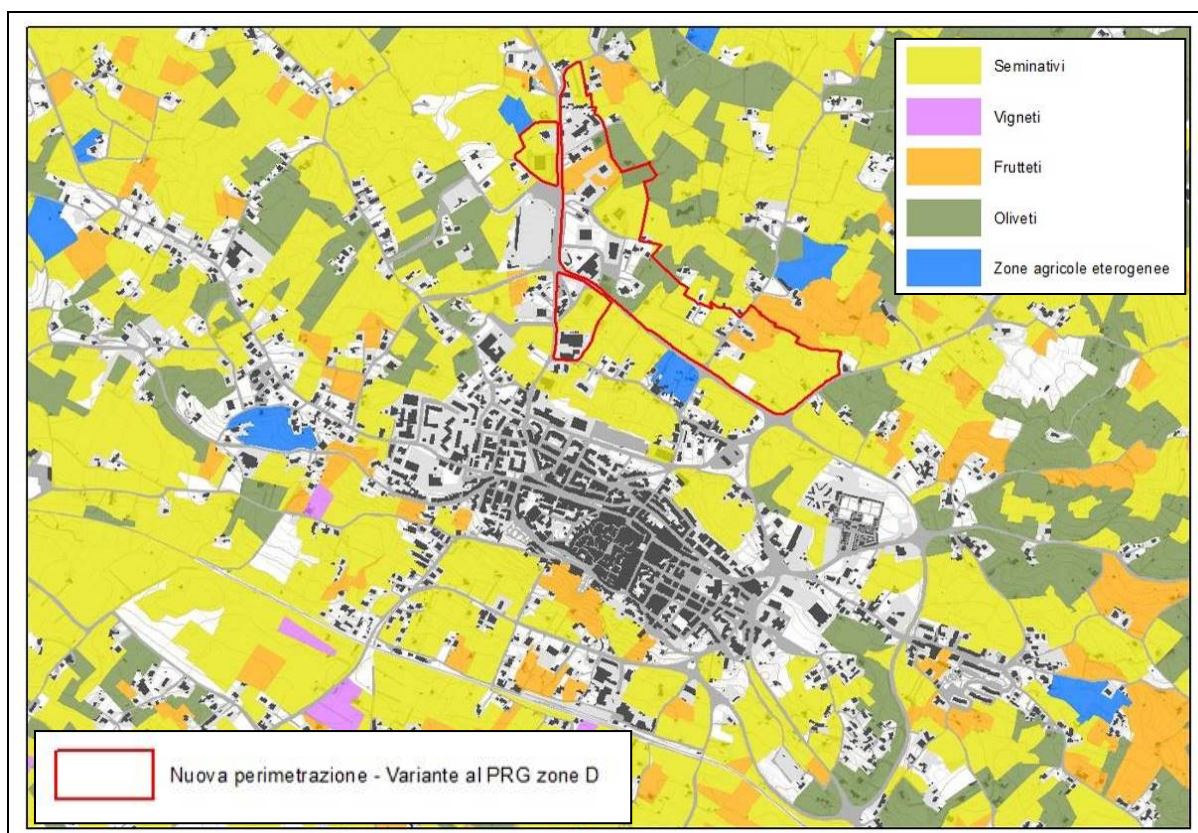 Seminativi
Vigneti
Frutteti
Oliveti
Zone agricole eterogenee
Nuova perimetrazione - Variante al PRG zone D